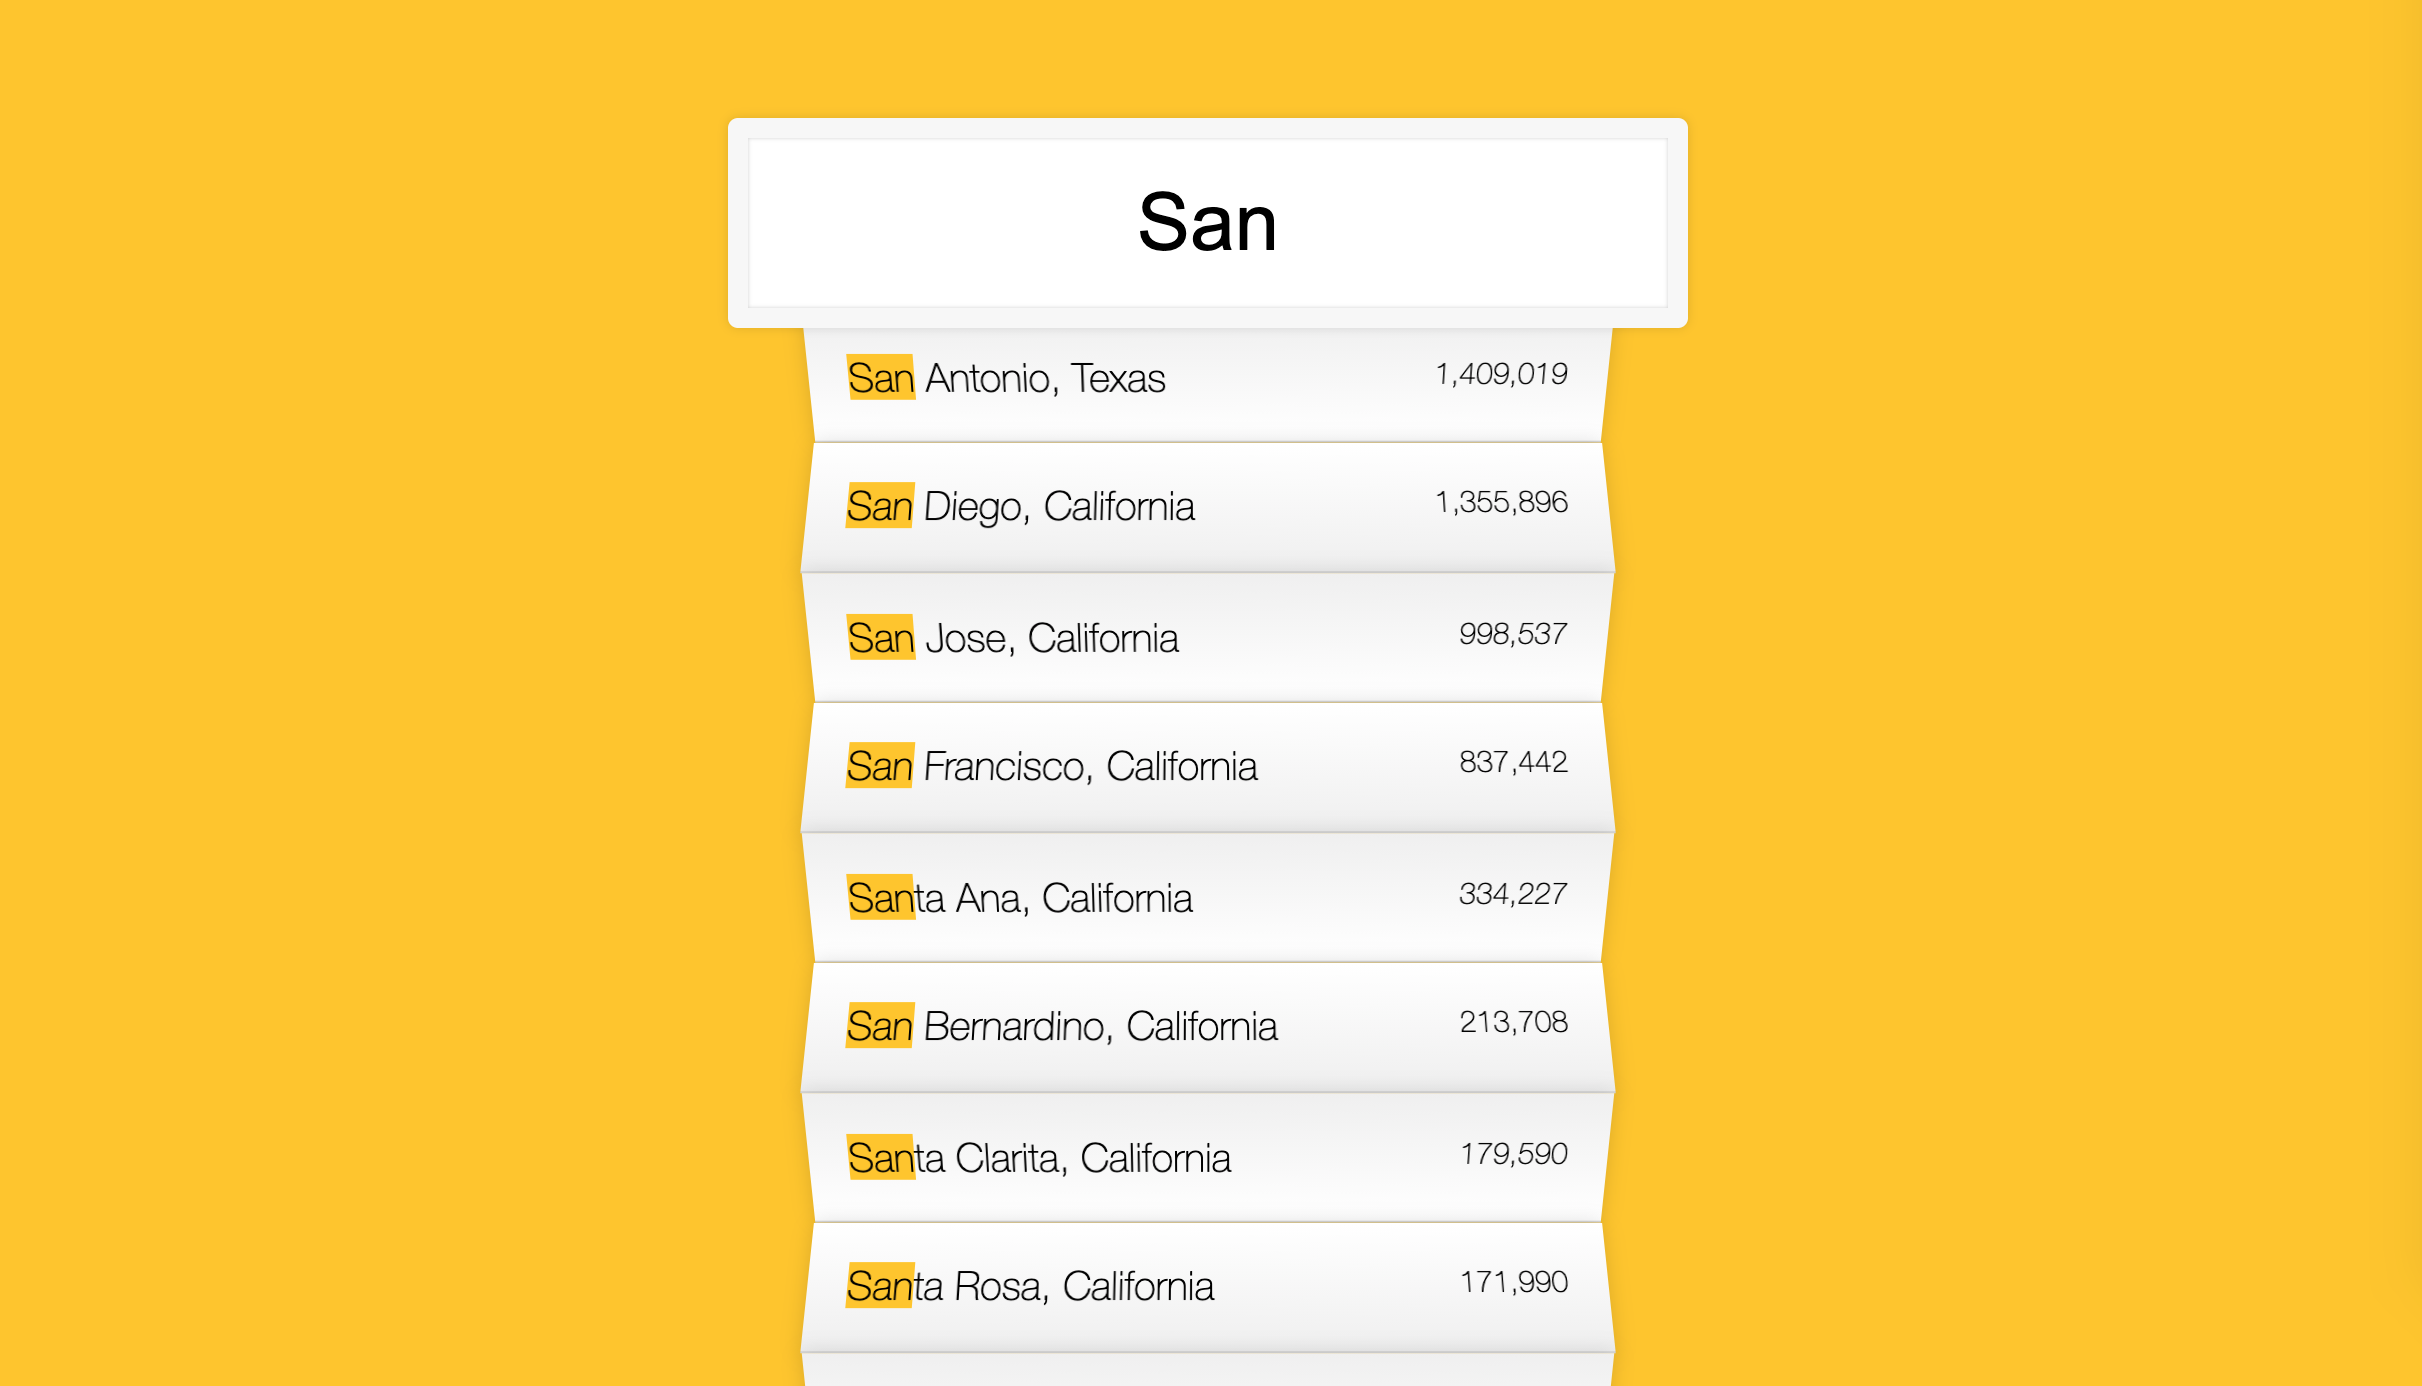 San
San Antonio, Texas 1,409,019
San Diego, California 1,355,896
San Jose, California 998,537
San Francisco, California 837,442
Santa Ana, California 334,227
San Bernardino, California 213,708
Santa Clarita, California 179,590
Santa Rosa, California 171,990